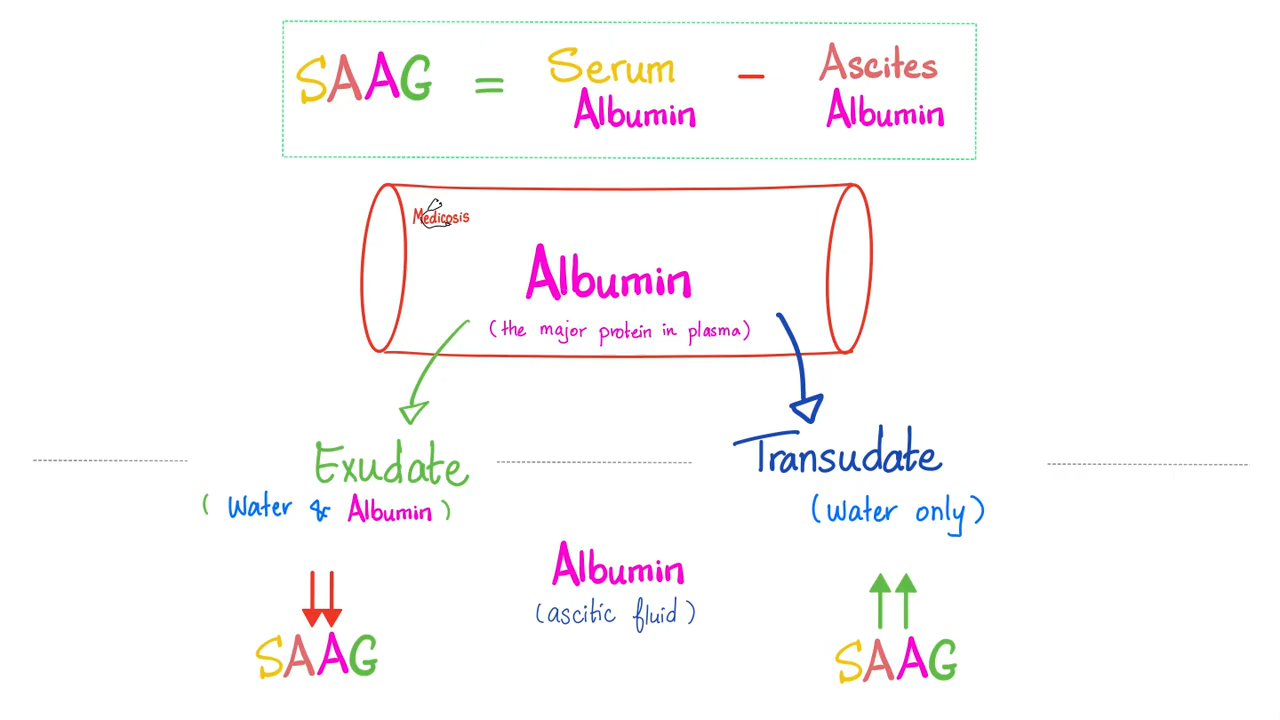 SAAG = Serum Albumin - Ascites Albumin
Medicosis
Albumin
(the major protein in plasma)
Exudate
(Water & Albumin)
Transudate
(water only)
Albumin
(ascitic fluid)
SAAG
SAAG